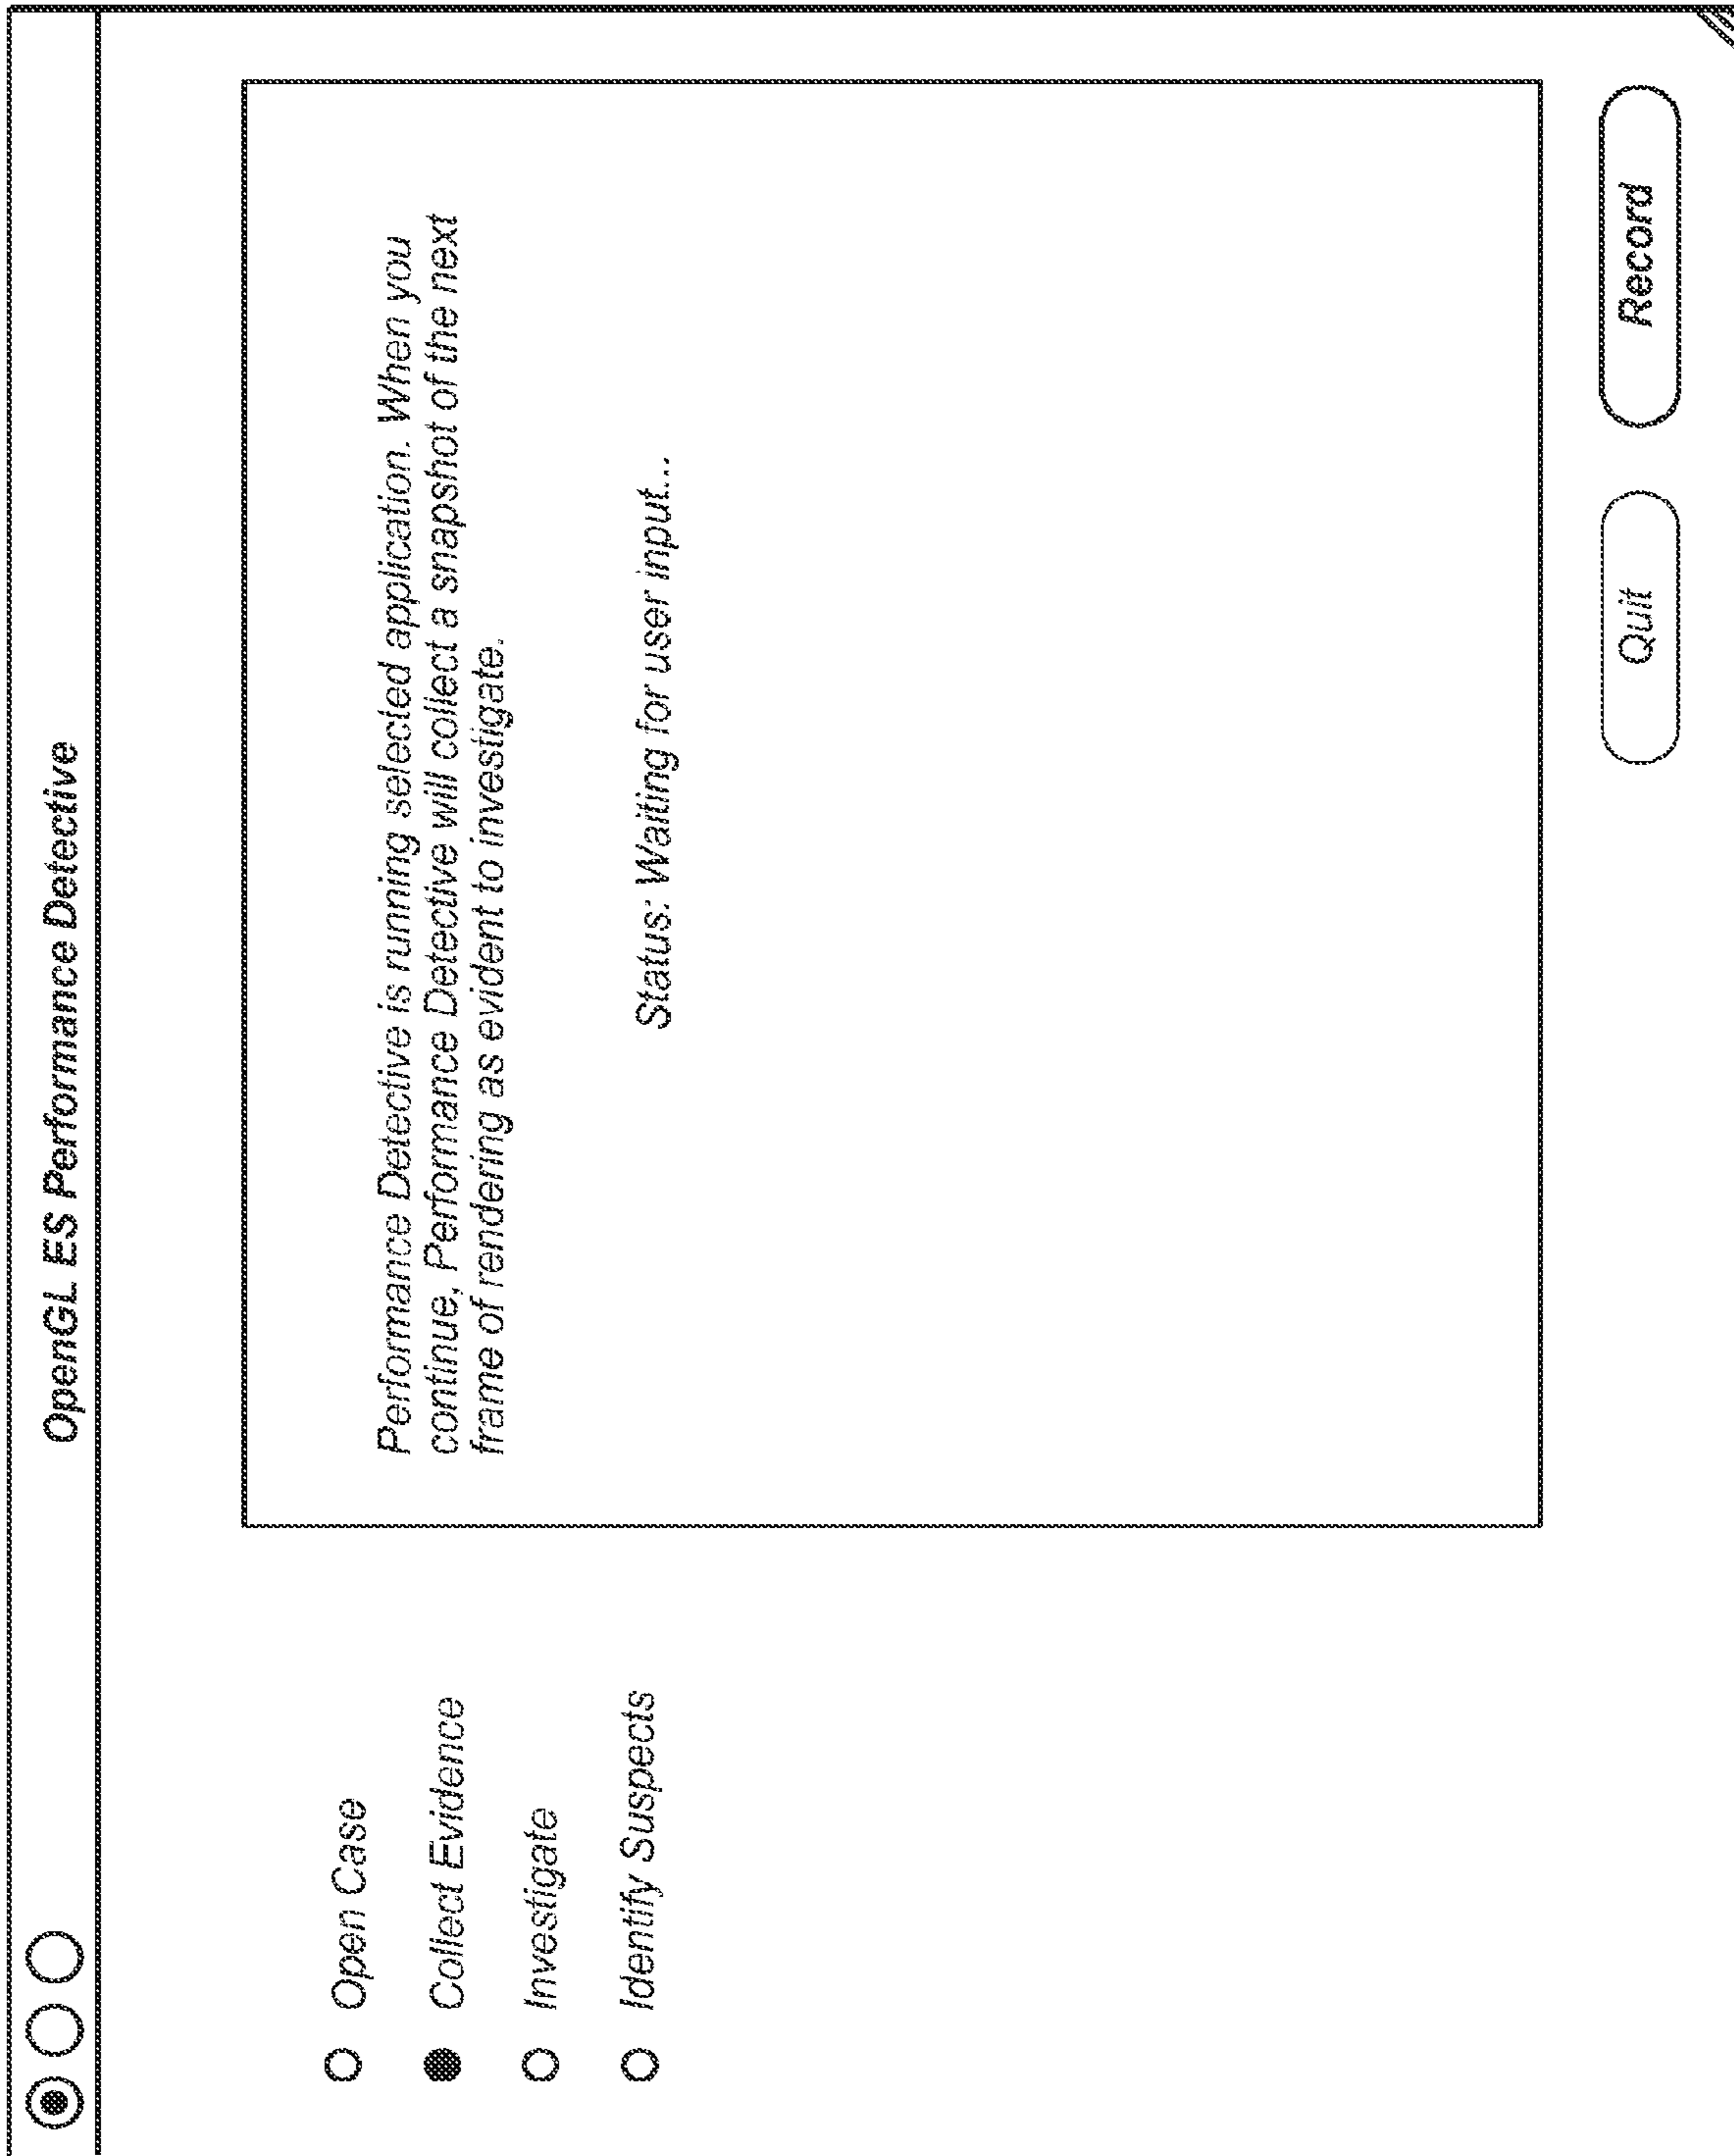 OpenGL ES Performance Detective
Open Case
Collect Evidence
Investigate
Identify Suspects
Performance Detective is running selected application. When you
continue, Performance Detective will collect a snapshot of the next
frame of rendering as evident to investigate.
Status: Waiting for user input...
Quit
Record